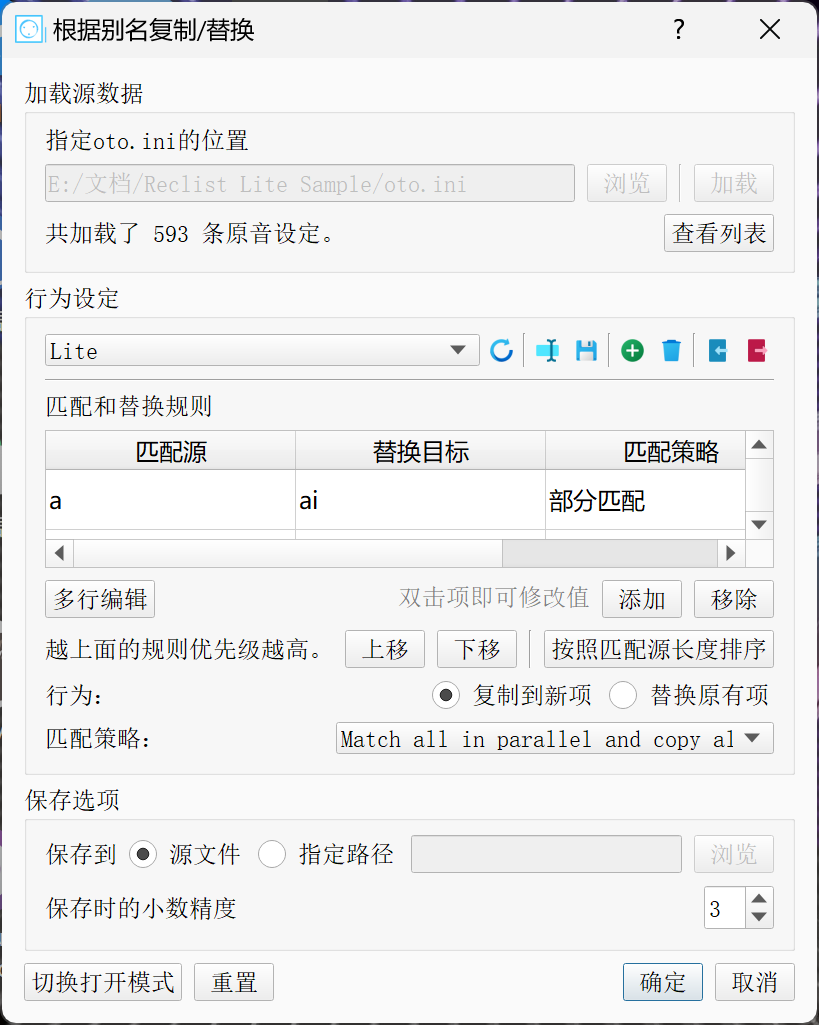 根据别名复制/替换 ?
加载源数据
指定oto.ini的位置
E:/文档/Reclist Lite Sample/oto.ini 浏览 加载
共加载了 593 条原音设定。 查看列表
行为设定
Lite
匹配和替换规则
匹配源 替换目标 匹配策略
a ai 部分匹配
多行编辑 双击项即可修改值 添加 移除
越上面的规则优先级越高。 上移 下移 按照匹配源长度排序
行为: 复制到新项 替换原有项
匹配策略: Match all in parallel and copy al
保存选项
保存到 源文件 指定路径 浏览
保存时的小数精度 3
切换打开模式 重置 确定 取消